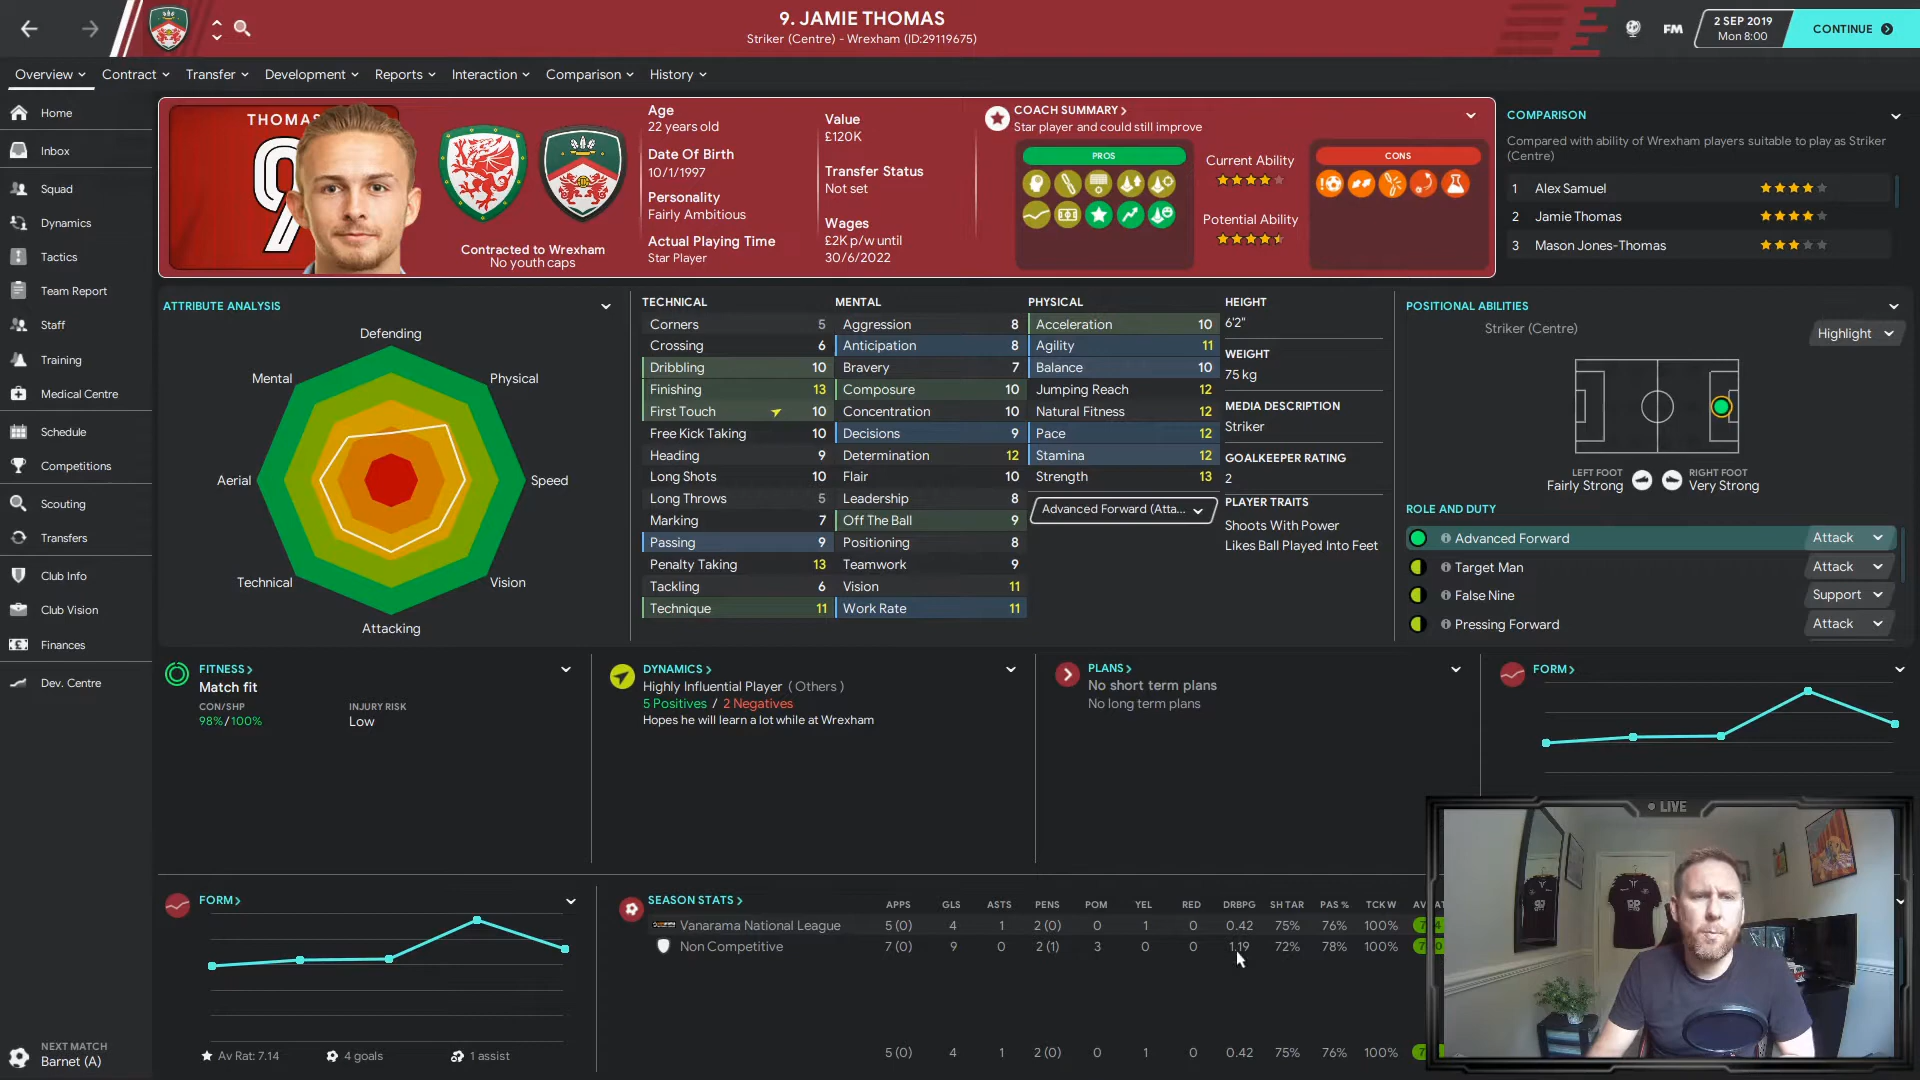 9. JAMIE THOMAS
Striker (Centre) - Wrexham (ID:29119675)
FM
2 SEP 2019
Mon 8:00
CONTINUE
Overview
Contract
Transfer
Development
Reports
Interaction
Comparison
History
Home
Inbox
Squad
Dynamics
Tactics
Team Report
Staff
Training
Medical Centre
Schedule
Competitions
Scouting
Transfers
Club Info
Club Vision
Finances
Dev. Centre
NEXT MATCH
Barnet (A)
THOMAS
9
Contracted to Wrexham
No youth caps
Age
22 years old
Date Of Birth
10/1/1997
Personality
Fairly Ambitious
Actual Playing Time
Star Player
Value
£120K
Transfer Status
Not set
Wages
£2K p/w until
30/6/2022
COACH SUMMARY
Star player and could still improve
PROS
Current Ability
Potential Ability
CONS
COMPARISON
Compared with ability of Wrexham players suitable to play as Striker
(Centre)
1 Alex Samuel
2 Jamie Thomas
3 Mason Jones-Thomas
ATTRIBUTE ANALYSIS
Defending
Mental
Physical
Aerial
Speed
Technical
Vision
Attacking
TECHNICAL
Corners 5
Crossing 6
Dribbling 10
Finishing 13
First Touch 10
Free Kick Taking 10
Heading 9
Long Shots 10
Long Throws 5
Marking 7
Passing 9
Penalty Taking 13
Tackling 6
Technique 11
MENTAL
Aggression 8
Anticipation 8
Bravery 7
Composure 10
Concentration 10
Decisions 9
Determination 12
Flair 10
Leadership 8
Off The Ball 9
Positioning 8
Teamwork 9
Vision 11
Work Rate 11
PHYSICAL
Acceleration 10
Agility 11
Balance 10
Jumping Reach 12
Natural Fitness 12
Pace 12
Stamina 12
Strength 13
Advanced Forward (Atta...
HEIGHT
6'2"
WEIGHT
75 kg
MEDIA DESCRIPTION
Striker
GOALKEEPER RATING
2
PLAYER TRAITS
Shoots With Power
Likes Ball Played Into Feet
POSITIONAL ABILITIES
Striker (Centre)
Highlight
LEFT FOOT
Fairly Strong
RIGHT FOOT
Very Strong
ROLE AND DUTY
Advanced Forward Attack
Target Man Attack
False Nine Support
Pressing Forward Attack
FITNESS
Match fit
CON/SHP
98%/100%
INJURY RISK
Low
DYNAMICS
Highly Influential Player ( Others )
5 Positives / 2 Negatives
Hopes he will learn a lot while at Wrexham
PLANS
No short term plans
No long term plans
FORM
LIVE
FORM
Av Rat: 7.14
4 goals
1 assist
SEASON STATS
APPS GLS ASTS PENS POM YEL RED DRBPG SH TAR PAS % TCK W
Vanarama National League 5 (0) 4 1 2 (0) 0 1 0 0.42 75% 76% 100%
Non Competitive 7 (0) 9 0 2 (1) 3 0 0 1.19 72% 78% 100%
5 (0) 4 1 2 (0) 0 1 0 0.42 75% 76% 100%